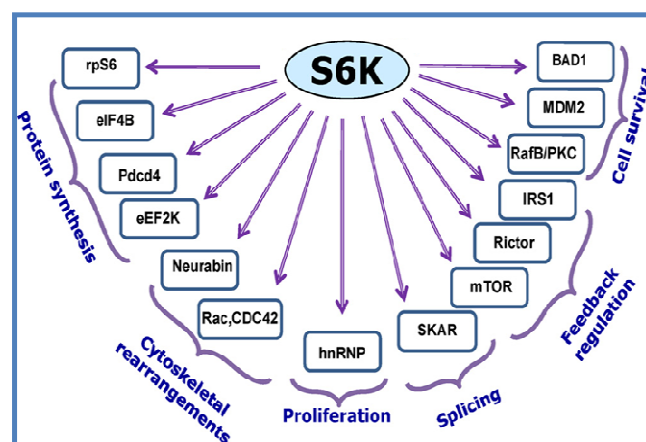 S6K
rpS6
eIF4B
Pdcd4
eEF2K
Protein synthesis
Neurabin
Rac,CDC42
Cytoskeletal
rearrangements
hnRNP
Proliferation
SKAR
Splicing
mTOR
Rictor
IRS1
Feedback
regulation
RafB/PKC
MDM2
BAD1
Cell survival